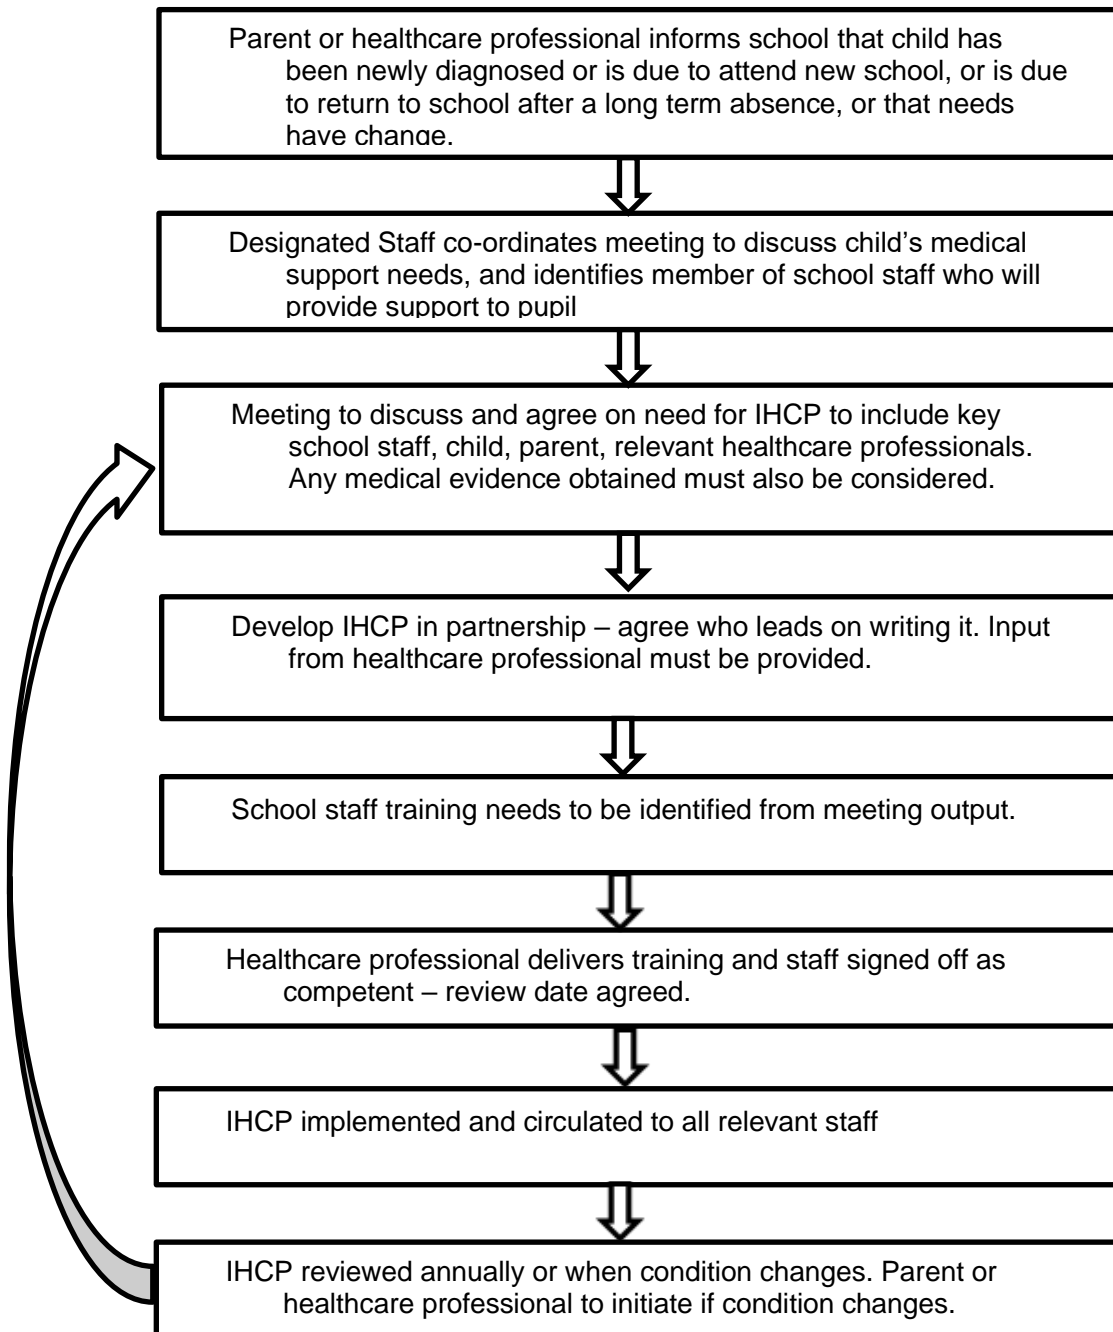 Parent or healthcare professional informs school that child has
been newly diagnosed or is due to attend new school, or is due
to return to school after a long term absence, or that needs
have change.
Designated Staff co-ordinates meeting to discuss child’s medical
support needs, and identifies member of school staff who will
provide support to pupil
Meeting to discuss and agree on need for IHCP to include key
school staff, child, parent, relevant healthcare professionals.
Any medical evidence obtained must also be considered.
Develop IHCP in partnership – agree who leads on writing it. Input
from healthcare professional must be provided.
School staff training needs to be identified from meeting output.
Healthcare professional delivers training and staff signed off as
competent – review date agreed.
IHCP implemented and circulated to all relevant staff
IHCP reviewed annually or when condition changes. Parent or
healthcare professional to initiate if condition changes.